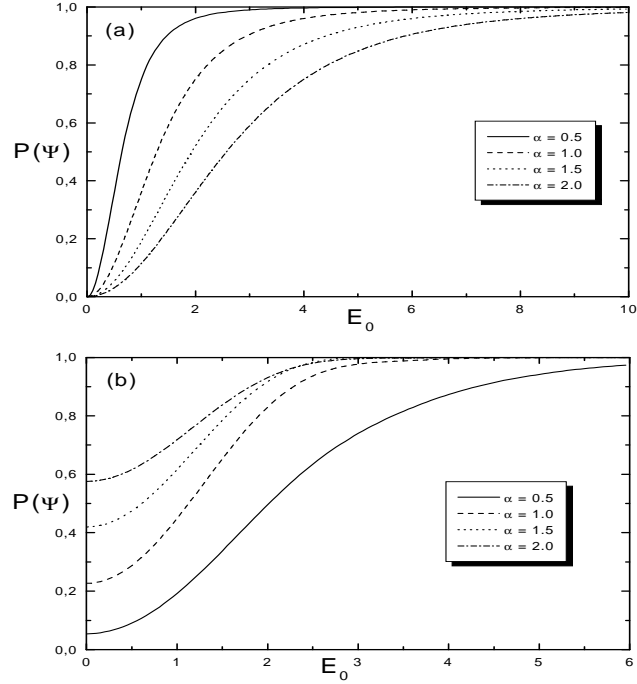 (a)
1,0
0,8
0,6
0,4
0,2
0,0
P(Ψ)
α = 0.5
α = 1.0
α = 1.5
α = 2.0
0 2 4 6 8 10
E0
(b)
1,0
0,8
0,6
0,4
0,2
0,0
P(Ψ)
α = 0.5
α = 1.0
α = 1.5
α = 2.0
0 1 2 3 4 5 6
E0